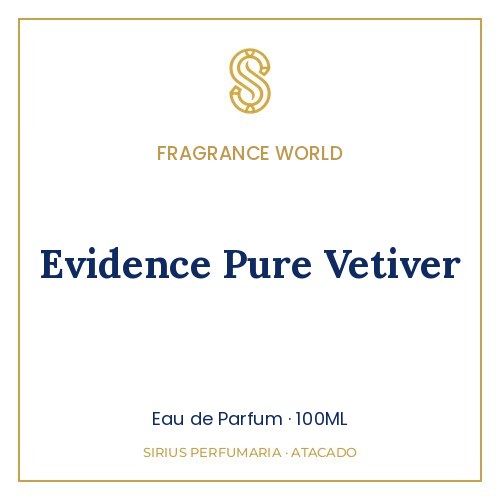 FRAGRANCE WORLD
Evidence Pure Vetiver
Eau de Parfum · 100ML
SIRIUS PERFUMARIA · ATACADO